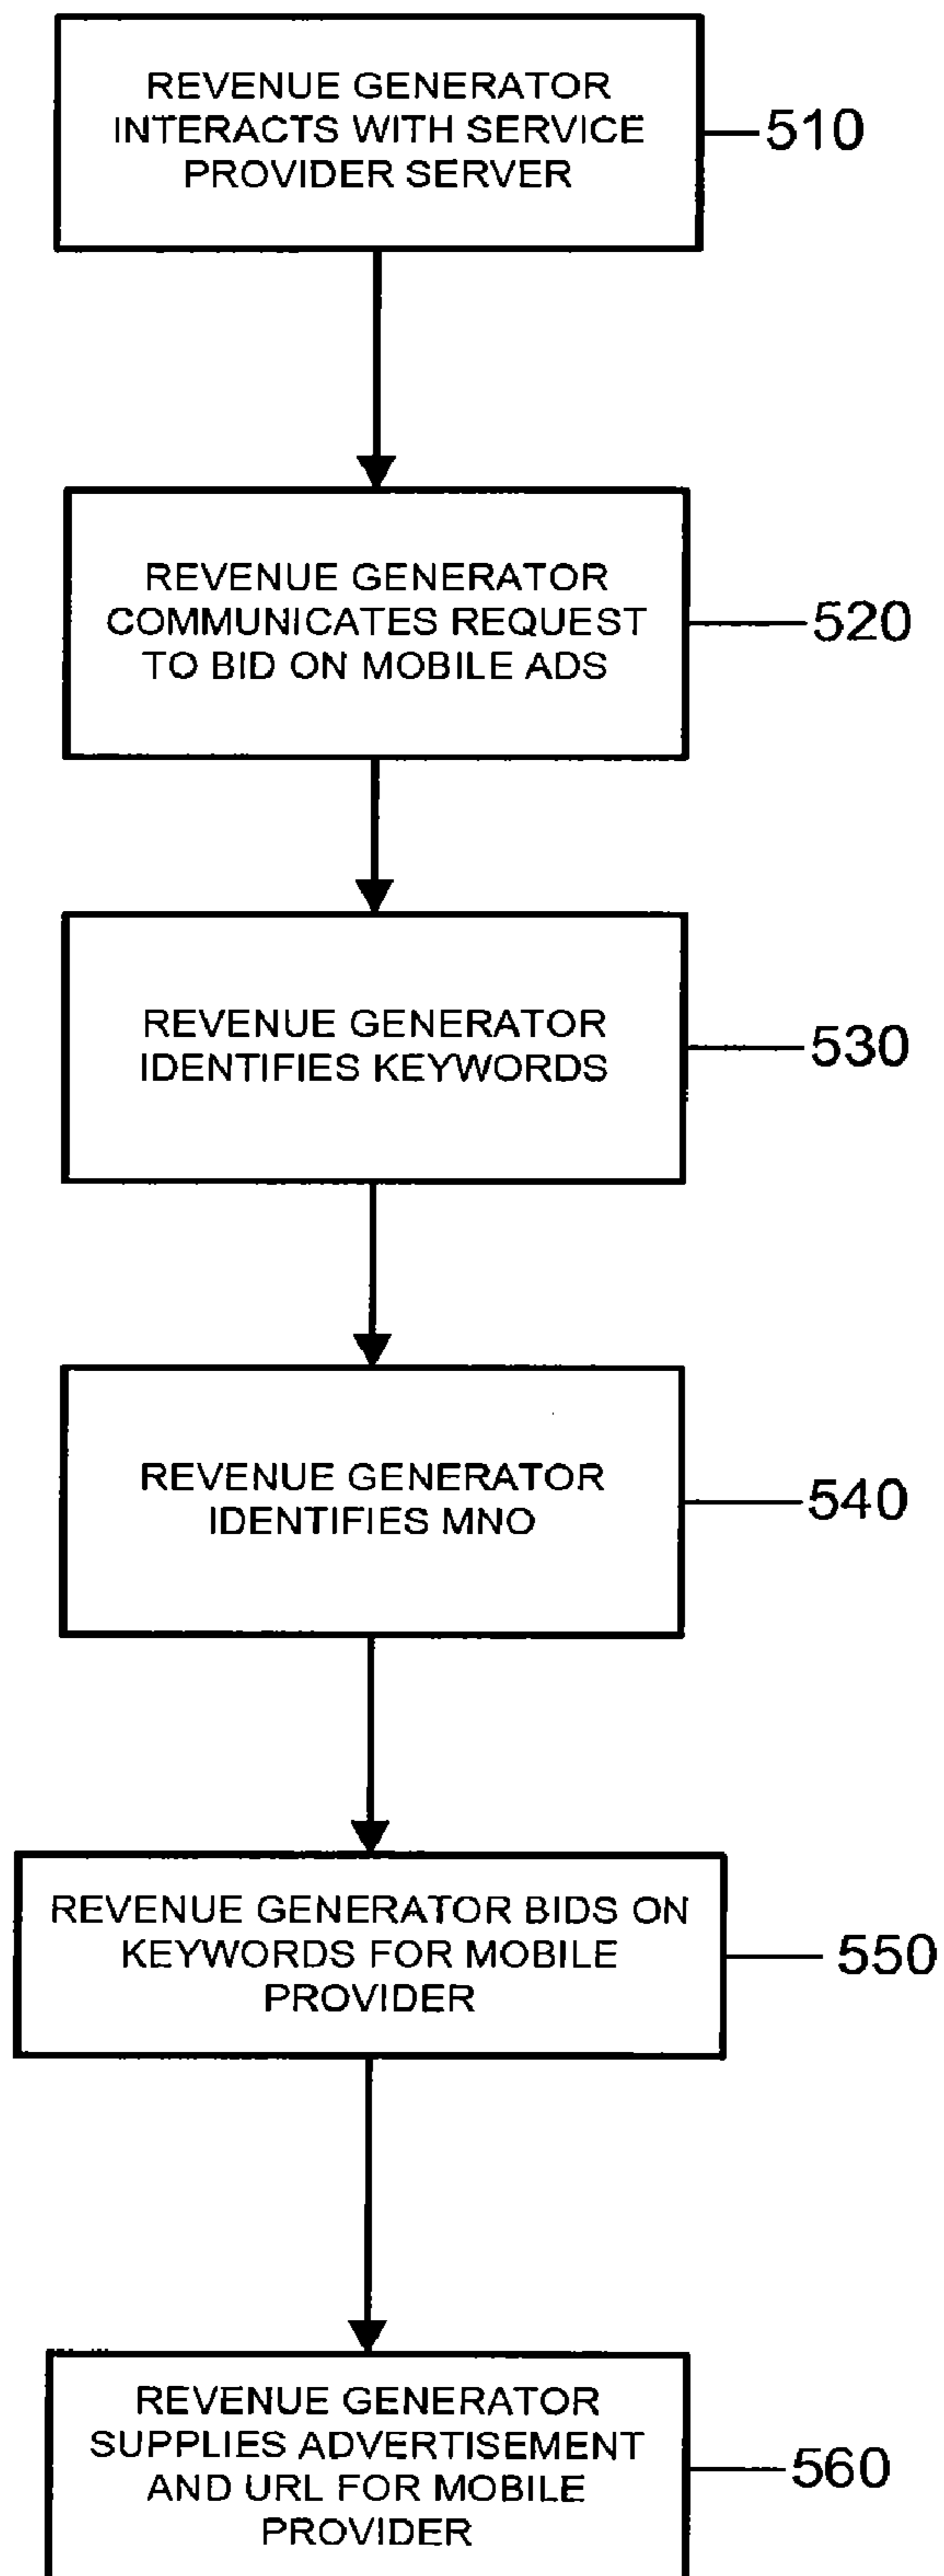 REVENUE GENERATOR
INTERACTS WITH SERVICE
PROVIDER SERVER
510
REVENUE GENERATOR
COMMUNICATES REQUEST
TO BID ON MOBILE ADS
520
REVENUE GENERATOR
IDENTIFIES KEYWORDS
530
REVENUE GENERATOR
IDENTIFIES MNO
540
REVENUE GENERATOR BIDS ON
KEYWORDS FOR MOBILE
PROVIDER
550
REVENUE GENERATOR
SUPPLIES ADVERTISEMENT
AND URL FOR MOBILE
PROVIDER
560